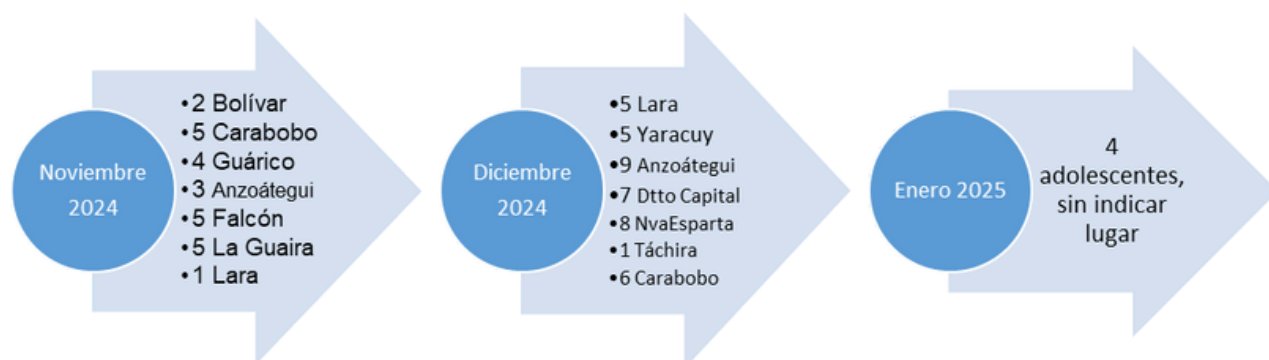 Noviembre
2024
•2 Bolívar
•5 Carabobo
•4 Guárico
•3 Anzoátegui
•5 Falcón
•5 La Guaira
•1 Lara
Diciembre
2024
•5 Lara
•5 Yaracuy
•9 Anzoátegui
•7 Dtto Capital
•8 NvaEsparta
•1 Táchira
•6 Carabobo
Enero 2025
4
adolescentes,
sin indicar
lugar